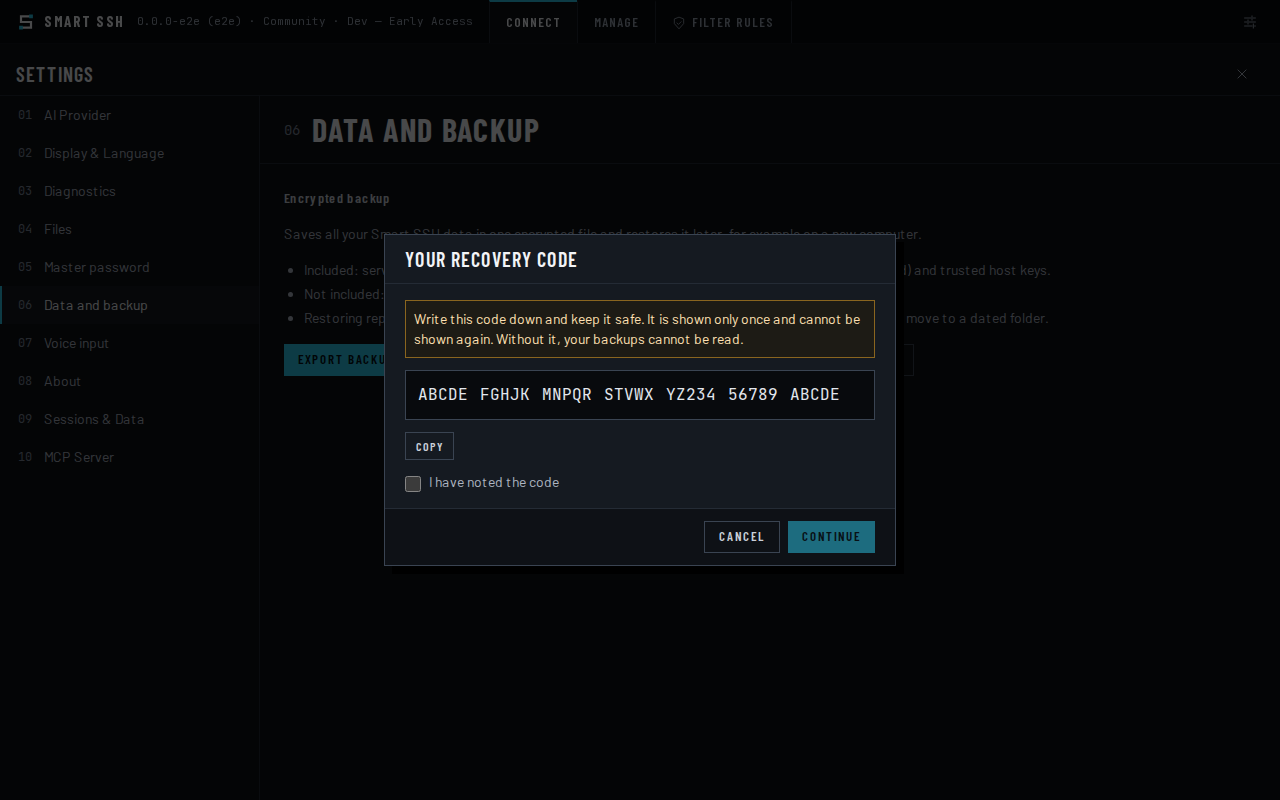 SMART SSH 0.0.0-e2e (e2e) · Community · Dev — Early Access CONNECT MANAGE FILTER RULES
SETTINGS
01 AI Provider
02 Display & Language
03 Diagnostics
04 Files
05 Master password
06 Data and backup
07 Voice input
08 About
09 Sessions & Data
10 MCP Server
06 DATA AND BACKUP
Encrypted backup
Saves all your Smart SSH data in one encrypted file and restores it later, for example on a new computer.
• Included: and trusted host keys.
• Not included:
• Restoring move to a dated folder.
EXPORT
YOUR RECOVERY CODE
Write this code down and keep it safe. It is shown only once and cannot be
shown again. Without it, your backups cannot be read.
ABCDE FGHJK MNPQR STVWX YZ234 56789 ABCDE
COPY
I have noted the code
CANCEL CONTINUE